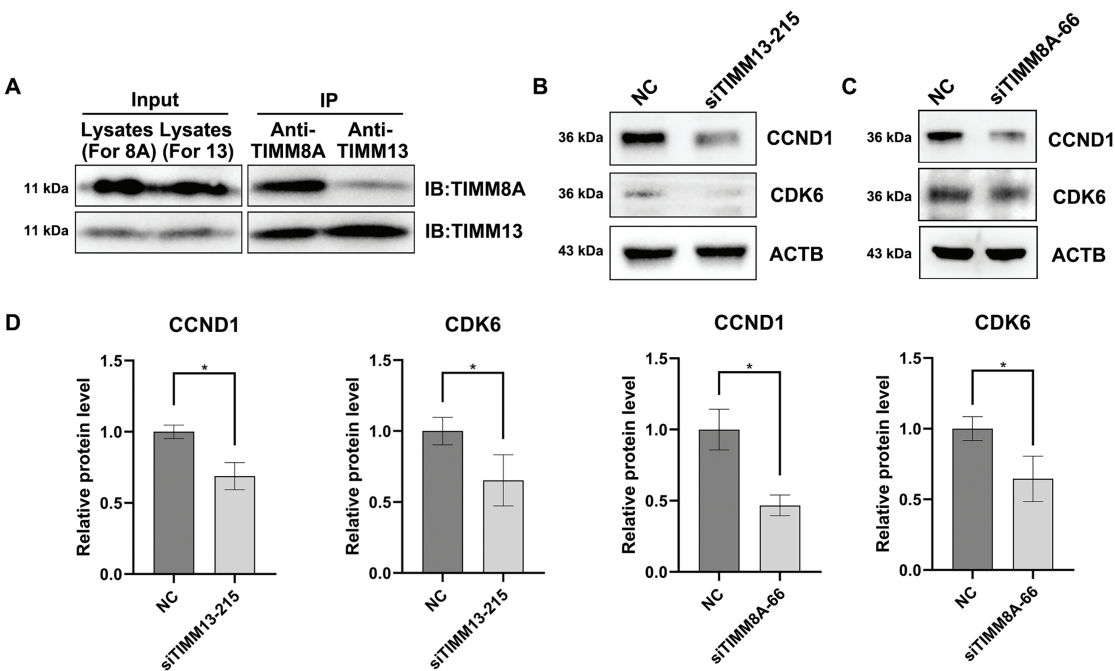 A
Input
IP
Lysates Lysates
(For 8A) (For 13)
Anti-
TIMM8A
Anti-
TIMM13
11 kDa
IB:TIMM8A
11 kDa
IB:TIMM13
B
NC
siTIMM13-215
36 kDa
CCND1
36 kDa
CDK6
43 kDa
ACTB
C
NC
siTIMM8A-66
36 kDa
CCND1
36 kDa
CDK6
43 kDa
ACTB
D
CCND1
Relative protein level
1.5
1.0
0.5
0.0
*
NC
siTIMM13-215
CDK6
Relative protein level
1.5
1.0
0.5
0.0
*
NC
siTIMM13-215
CCND1
Relative protein level
1.5
1.0
0.5
0.0
*
NC
siTIMM8A-66
CDK6
Relative protein level
1.5
1.0
0.5
0.0
*
NC
siTIMM8A-66